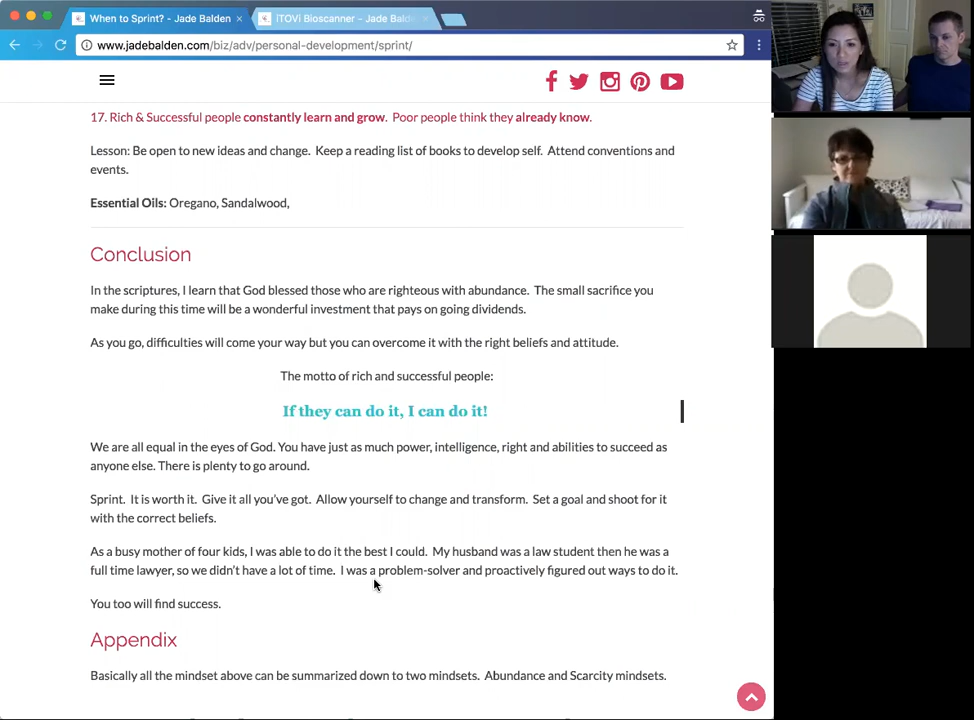 When to Sprint? - Jade Balden
iTOVi Bioscanner - Jade Bald
www.jadebalden.com/biz/adv/personal-development/sprint/
17. Rich & Successful people constantly learn and grow. Poor people think they already know.
Lesson: Be open to new ideas and change. Keep a reading list of books to develop self. Attend conventions and
events.
Essential Oils: Oregano, Sandalwood,
Conclusion
In the scriptures, I learn that God blessed those who are righteous with abundance. The small sacrifice you
make during this time will be a wonderful investment that pays on going dividends.
As you go, difficulties will come your way but you can overcome it with the right beliefs and attitude.
The motto of rich and successful people:
If they can do it, I can do it!
We are all equal in the eyes of God. You have just as much power, intelligence, right and abilities to succeed as
anyone else. There is plenty to go around.
Sprint. It is worth it. Give it all you've got. Allow yourself to change and transform. Set a goal and shoot for it
with the correct beliefs.
As a busy mother of four kids, I was able to do it the best I could. My husband was a law student then he was a
full time lawyer, so we didn't have a lot of time. I was a problem-solver and proactively figured out ways to do it.
You too will find success.
Appendix
Basically all the mindset above can be summarized down to two mindsets. Abundance and Scarcity mindsets.